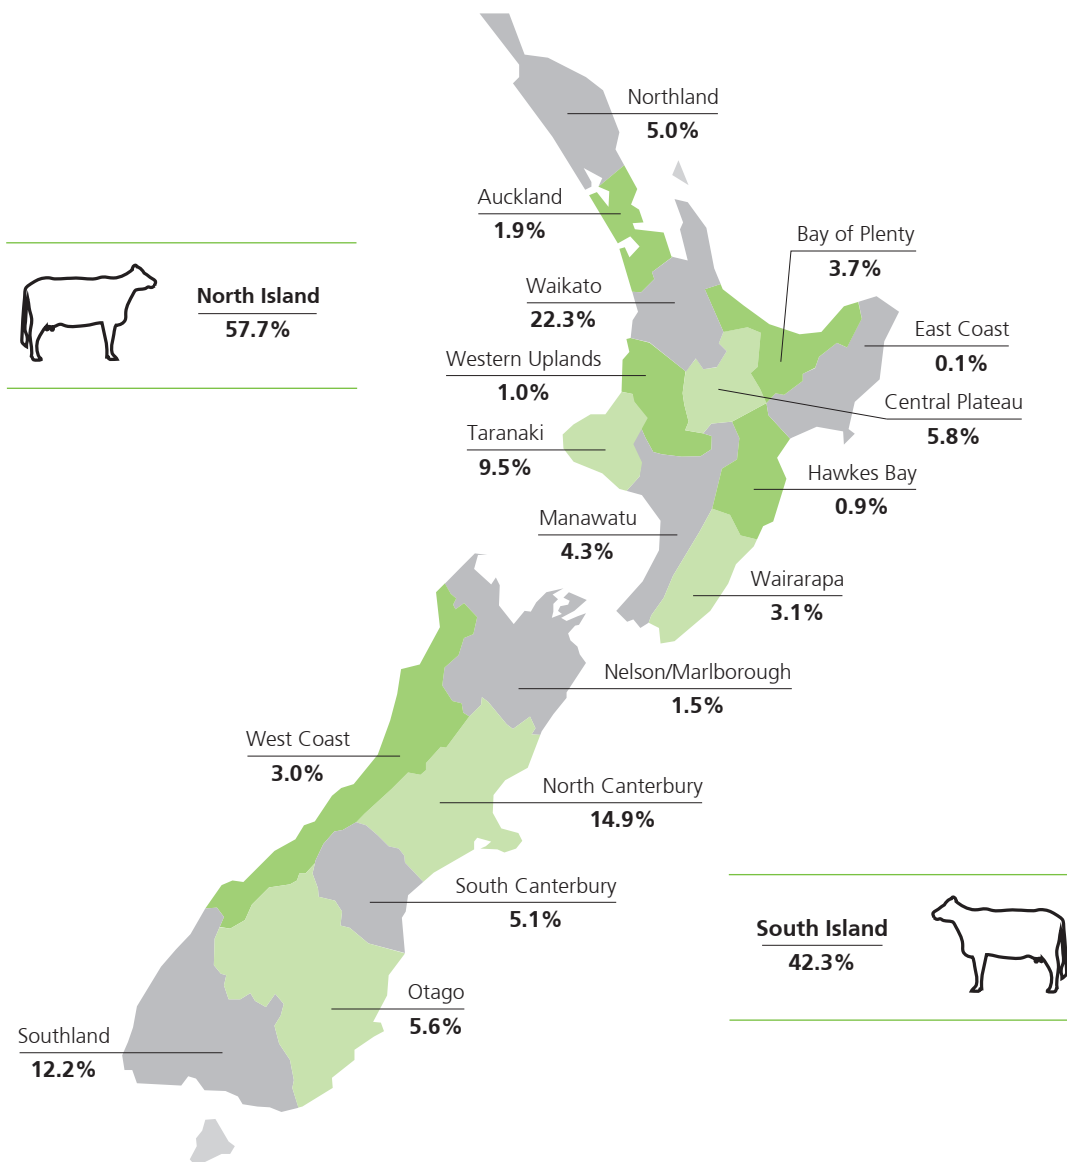 Northland
5.0%
Auckland
1.9%
Bay of Plenty
3.7%
North Island
57.7%
Waikato
22.3%
East Coast
0.1%
Western Uplands
1.0%
Central Plateau
5.8%
Taranaki
9.5%
Hawkes Bay
0.9%
Manawatu
4.3%
Wairarapa
3.1%
Nelson/Marlborough
1.5%
West Coast
3.0%
North Canterbury
14.9%
South Canterbury
5.1%
South Island
42.3%
Otago
5.6%
Southland
12.2%